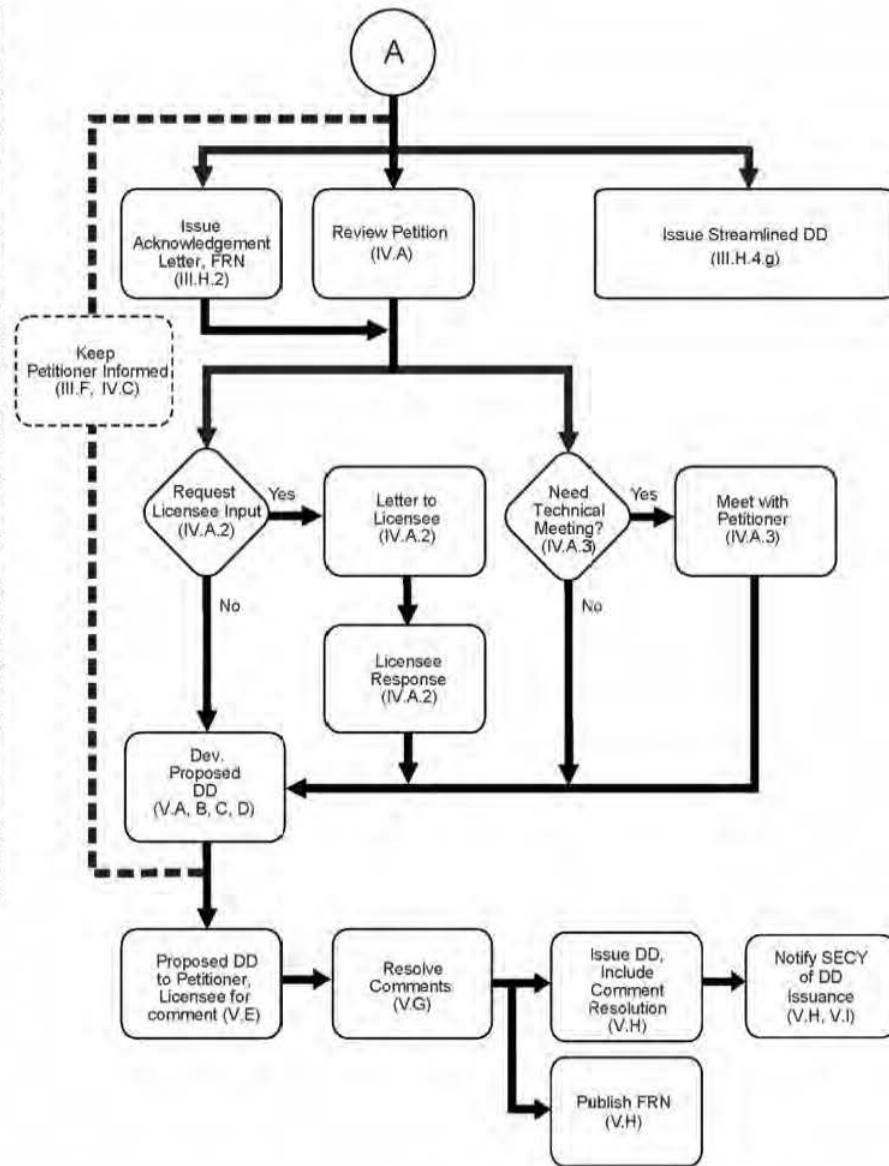 A
Issue
Acknowledgement
Letter, FRN
(III.H.2)
Review Petition
(IV.A)
Issue Streamlined DD
(III.H.4.g)
Keep
Petitioner Informed
(III.F, IV.C)
Request
Licensee Input
(IV.A.2)
Yes
Letter to
Licensee
(IV.A.2)
Need
Technical
Meeting?
(IV.A.3)
Yes
Meet with
Petitioner
(IV.A.3)
No
No
Licensee
Response
(IV.A.2)
Dev.
Proposed
DD
(V.A, B, C, D)
Proposed DD
to Petitioner,
Licensee for
comment (V.E)
Resolve
Comments
(V.G)
Issue DD,
Include
Comment
Resolution
(V.H)
Notify SECY
of DD
issuance
(V.H, V.I)
Publish FRN
(V.H)